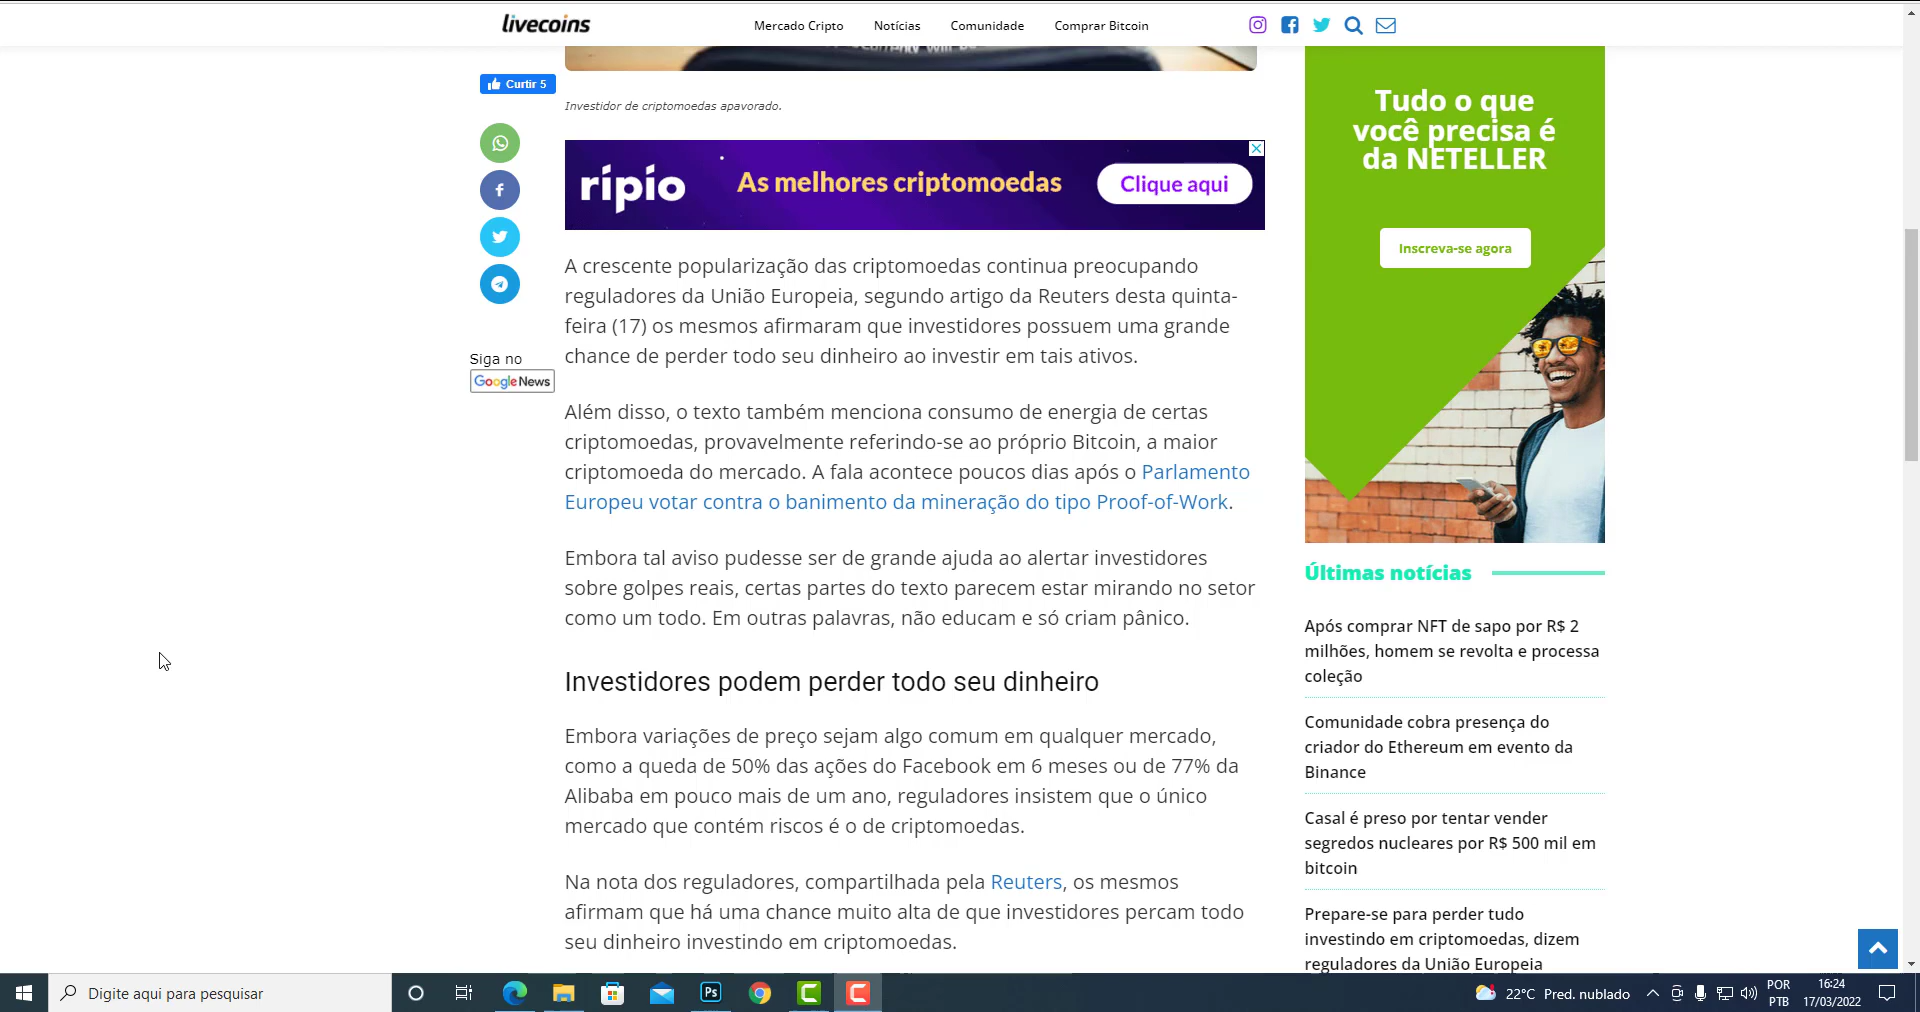 livecoins
Mercado Cripto
Notícias
Comunidade
Comprar Bitcoin
Curtir 5
Investidor de criptomoedas apavorado.
ripio
As melhores criptomoedas
Clique aqui
Siga no
Google News
A crescente popularização das criptomoedas continua preocupando
reguladores da União Europeia, segundo artigo da Reuters desta quinta-
feira (17) os mesmos afirmaram que investidores possuem uma grande
chance de perder todo seu dinheiro ao investir em tais ativos.
Além disso, o texto também menciona consumo de energia de certas
criptomoedas, provavelmente referindo-se ao próprio Bitcoin, a maior
criptomoeda do mercado. A fala acontece poucos dias após o Parlamento
Europeu votar contra o banimento da mineração do tipo Proof-of-Work.
Embora tal aviso pudesse ser de grande ajuda ao alertar investidores
sobre golpes reais, certas partes do texto parecem estar mirando no setor
como um todo. Em outras palavras, não educam e só criam pânico.
Investidores podem perder todo seu dinheiro
Embora variações de preço sejam algo comum em qualquer mercado,
como a queda de 50% das ações do Facebook em 6 meses ou de 77% da
Alibaba em pouco mais de um ano, reguladores insistem que o único
mercado que contém riscos é o de criptomoedas.
Na nota dos reguladores, compartilhada pela Reuters, os mesmos
afirmam que há uma chance muito alta de que investidores percam todo
seu dinheiro investindo em criptomoedas.
Tudo o que
você precisa é
da NETELLER
Inscreva-se agora
Últimas notícias
Após comprar NFT de sapo por R$ 2
milhões, homem se revolta e processa
coleção
Comunidade cobra presença do
criador do Ethereum em evento da
Binance
Casal é preso por tentar vender
segredos nucleares por R$ 500 mil em
bitcoin
Prepare-se para perder tudo
investindo em criptomoedas, dizem
reguladores da União Europeia
Digite aqui para pesquisar
Ps
22°C Pred. nublado
POR
PTB
16:24
17/03/2022